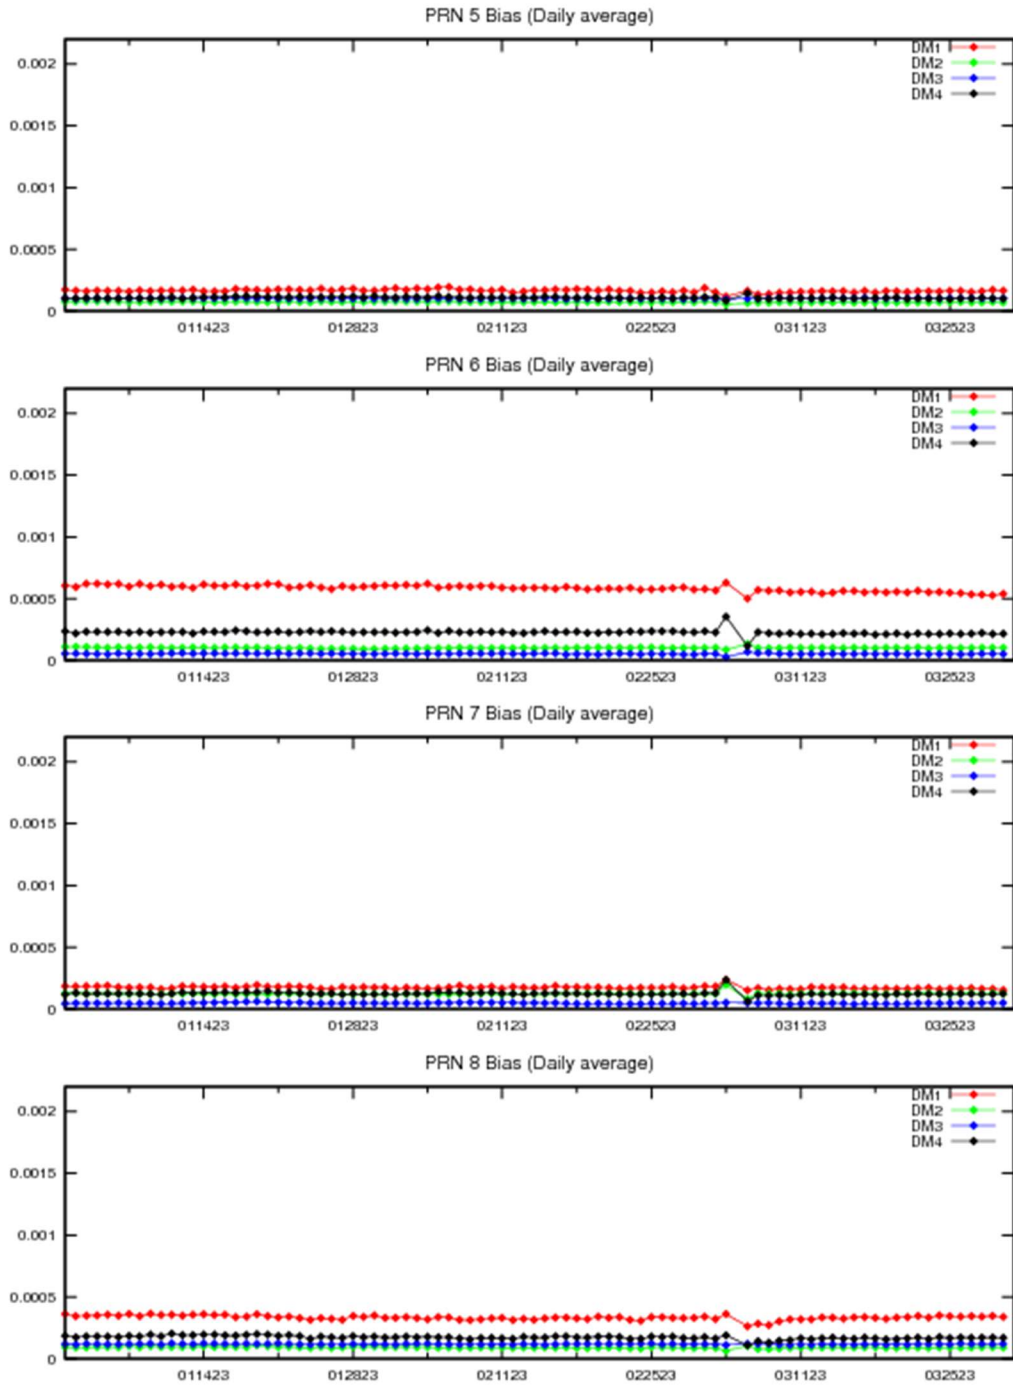 PRN 5 Bias (Daily average)
DM1
DM2
DM3
DM4
0.002
0.0015
0.001
0.0005
0
011423 012823 021123 022523 031123 032523
PRN 6 Bias (Daily average)
DM1
DM2
DM3
DM4
0.002
0.0015
0.001
0.0005
0
011423 012823 021123 022523 031123 032523
PRN 7 Bias (Daily average)
DM1
DM2
DM3
DM4
0.002
0.0015
0.001
0.0005
0
011423 012823 021123 022523 031123 032523
PRN 8 Bias (Daily average)
DM1
DM2
DM3
DM4
0.002
0.0015
0.001
0.0005
0
011423 012823 021123 022523 031123 032523